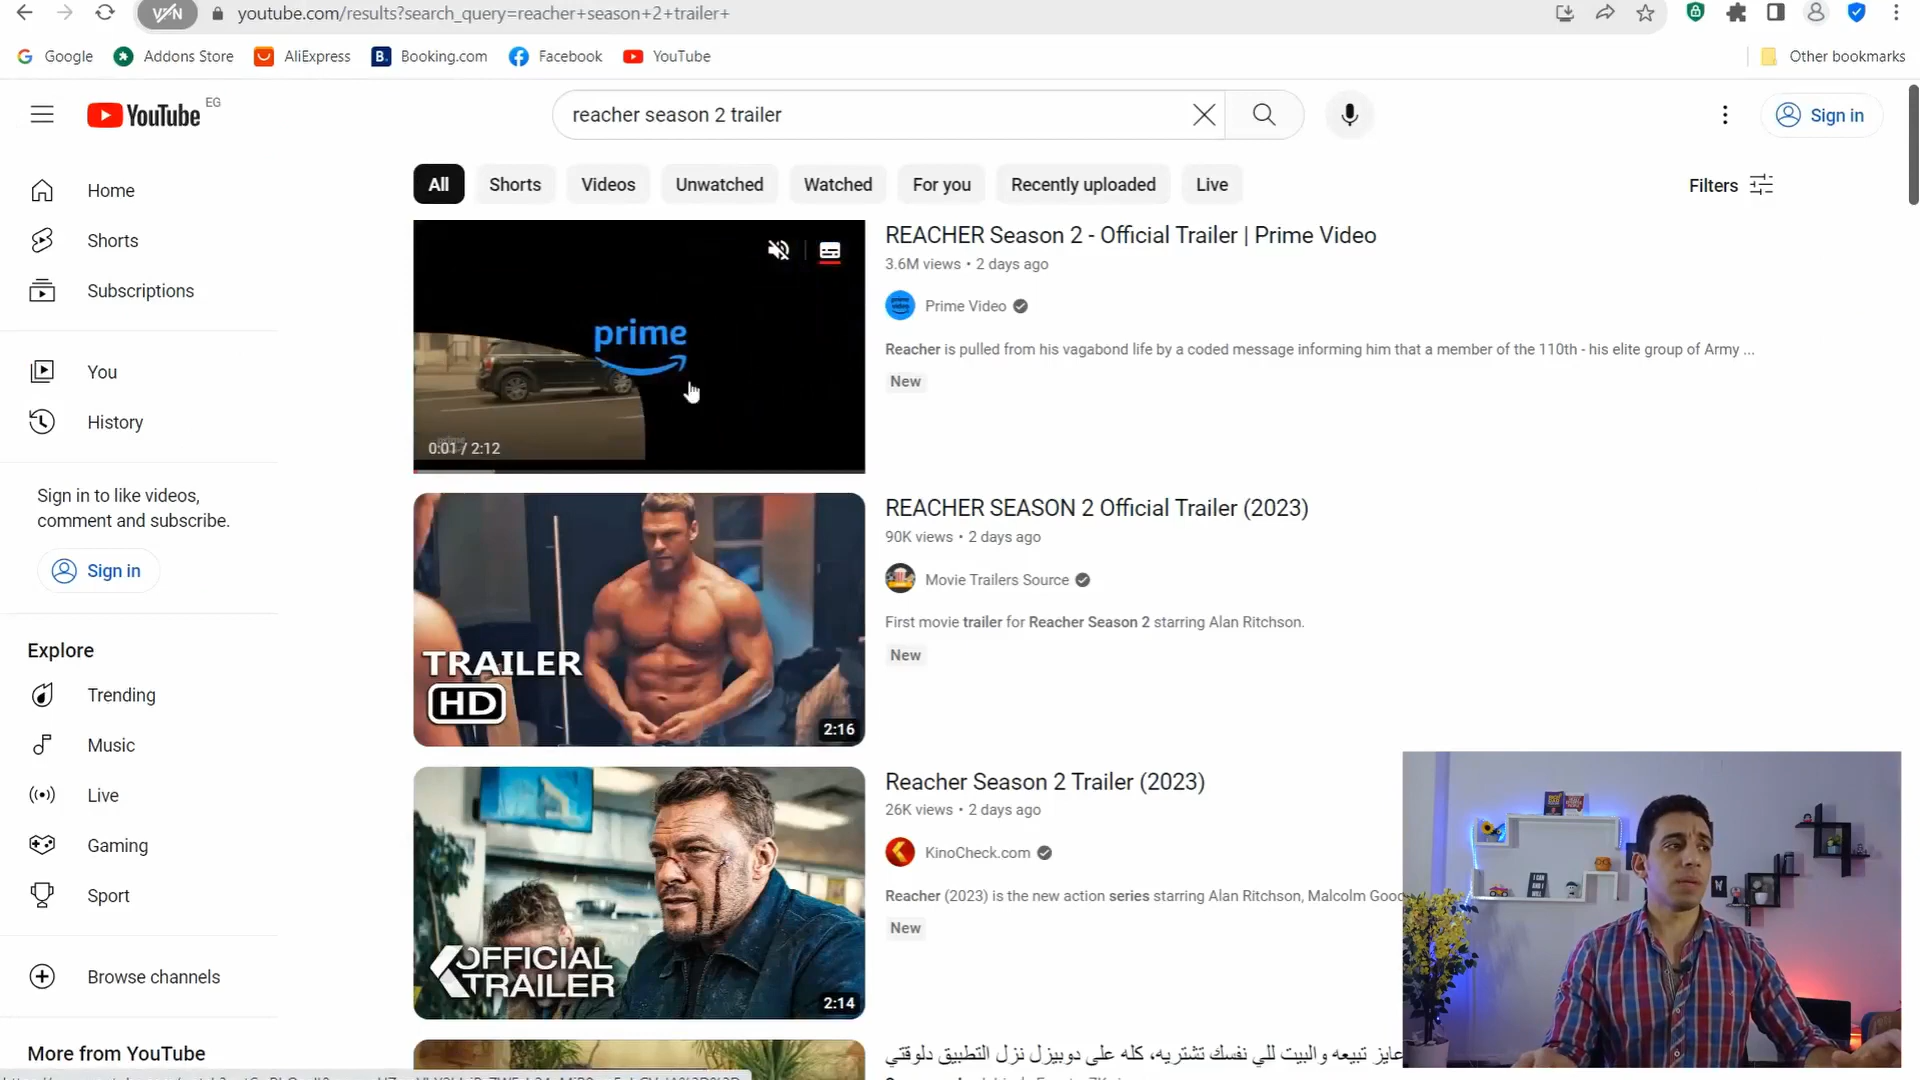 VPN
youtube.com/results?search_query=reacher+season+2+trailer+
Google
Addons Store
AliExpress
B.
Booking.com
Facebook
YouTube
Other bookmarks
YouTube
EG
reacher season 2 trailer
Sign in
All
Shorts
Videos
Unwatched
Watched
For you
Recently uploaded
Live
Filters
Home
Shorts
Subscriptions
You
History
Sign in to like videos,
comment and subscribe.
Sign in
Explore
Trending
Music
Live
Gaming
Sport
Browse channels
More from YouTube
prime
0:01 / 2:12
REACHER Season 2 - Official Trailer | Prime Video
3.6M views • 2 days ago
Prime Video
Reacher is pulled from his vagabond life by a coded message informing him that a member of the 110th - his elite group of Army ...
New
TRAILER
HD
2:16
REACHER SEASON 2 Official Trailer (2023)
90K views • 2 days ago
Movie Trailers Source
First movie trailer for Reacher Season 2 starring Alan Ritchson.
New
OFFICIAL
TRAILER
2:14
Reacher Season 2 Trailer (2023)
26K views • 2 days ago
KinoCheck.com
Reacher (2023) is the new action series starring Alan Ritchson, Malcolm
New
عايز تبيعه والبيت للي نفسك تشتريه، كله على دوبيزل نزل التطبيق دلوقتي